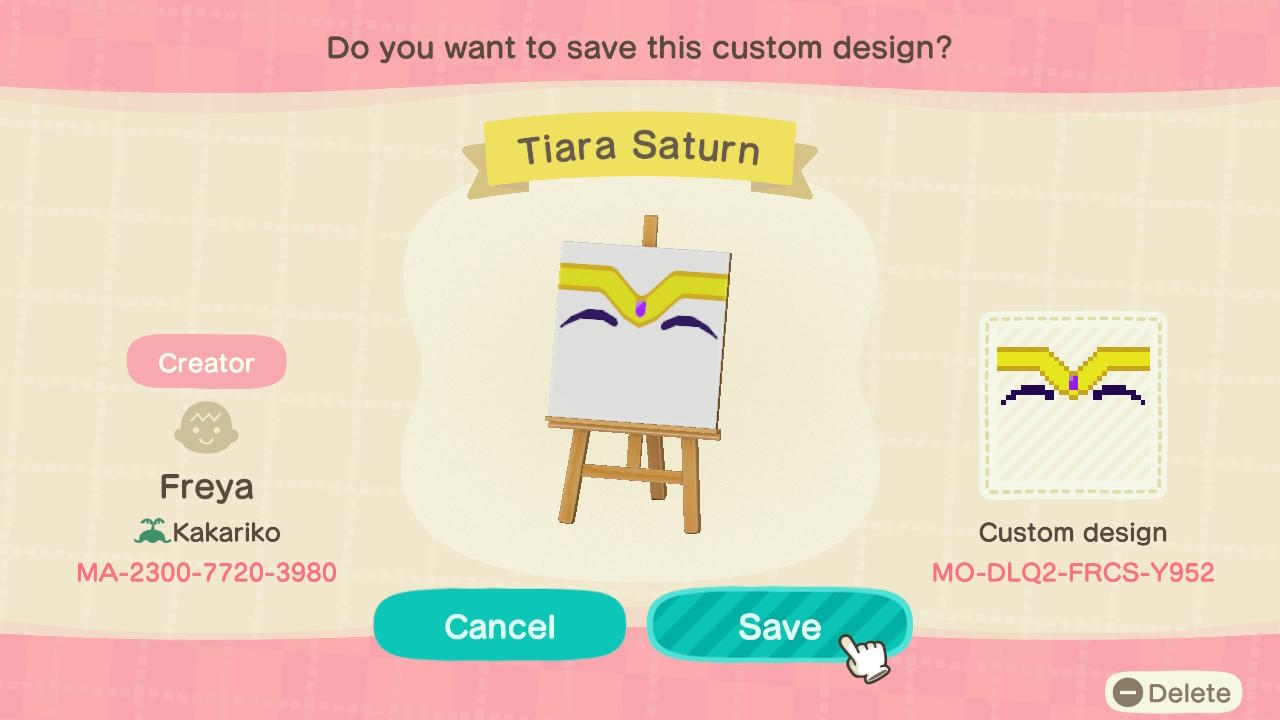 Do you want to save this custom design?
Tiara Saturn
Creator
Freya
Kakariko
MA-2300-7720-3980
Custom design
MO-DLQ2-FRCS-Y952
Cancel
Save
Delete